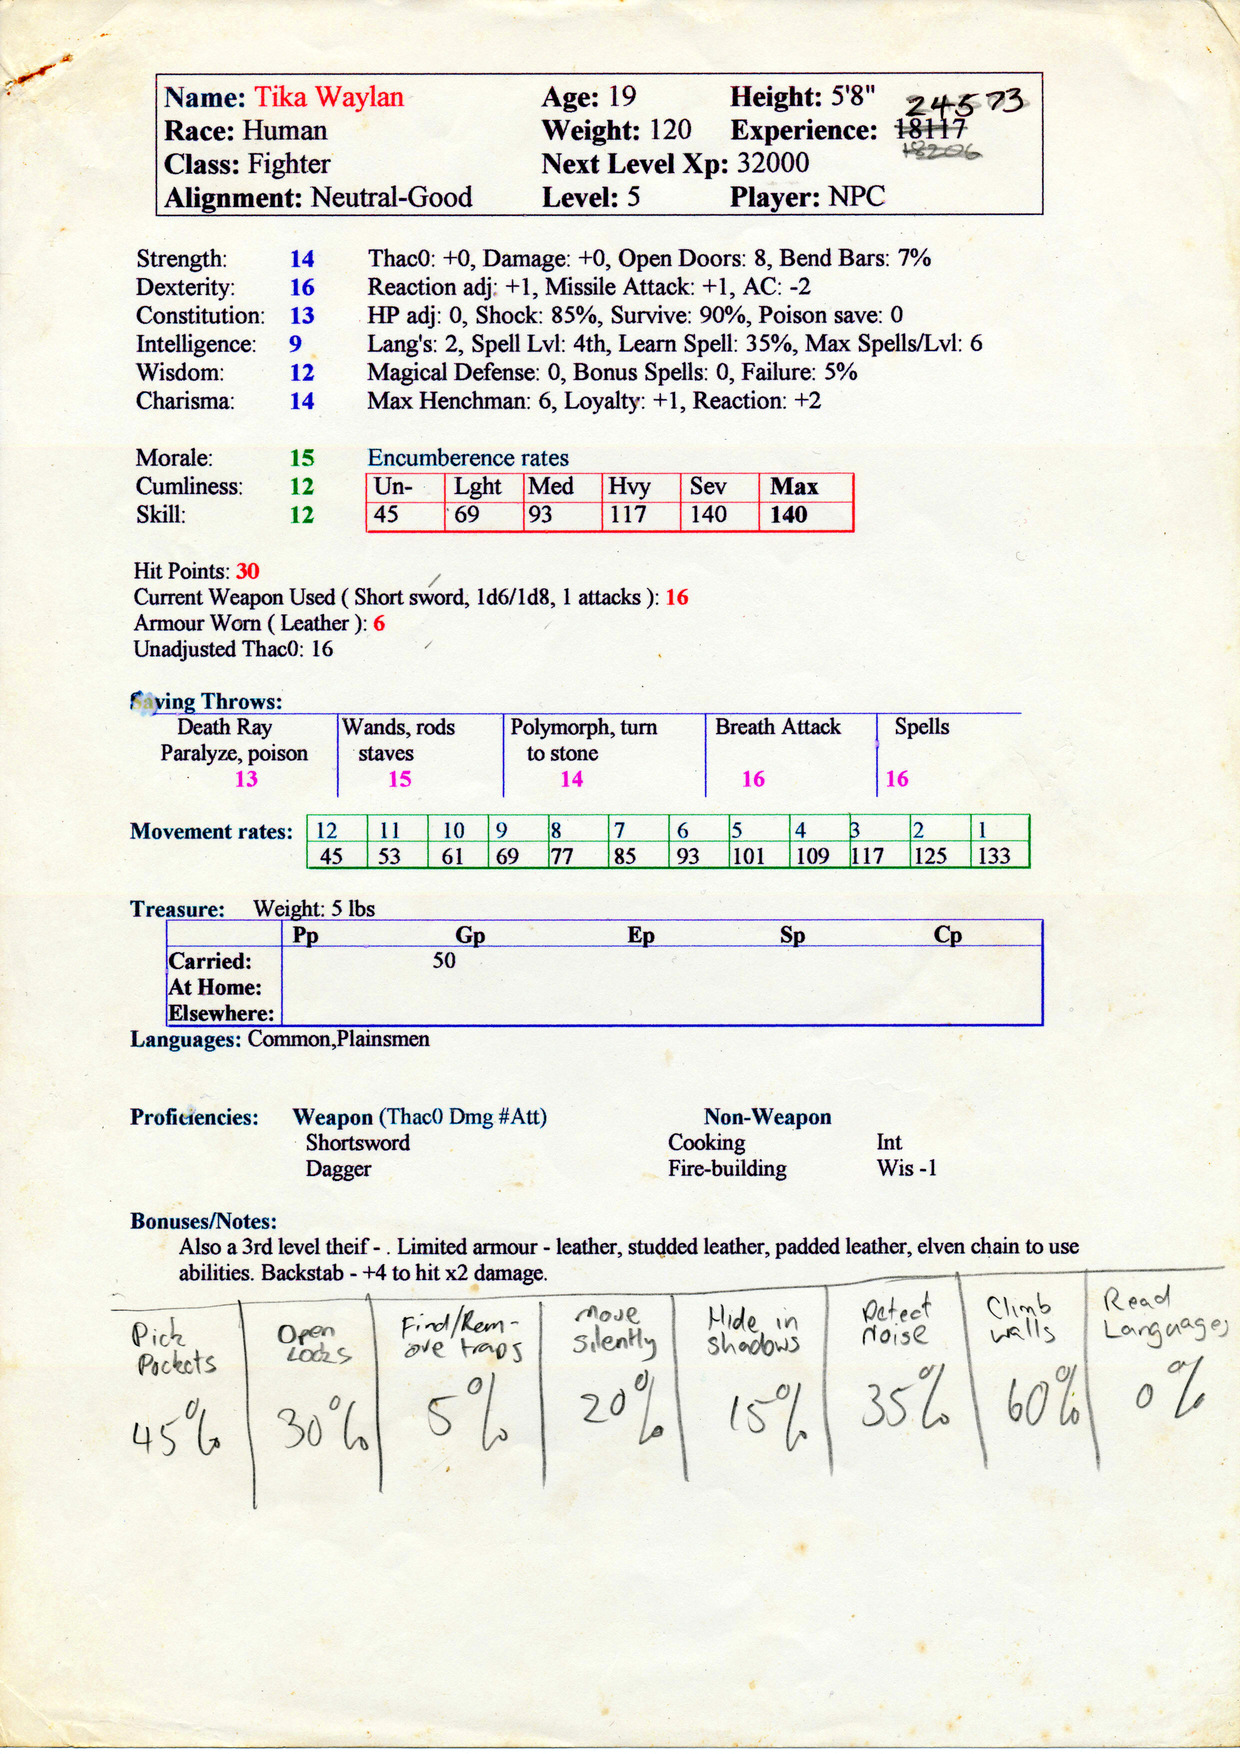 Name: Tika Waylan Age: 19 Height: 5'8" 24573
Race: Human Weight: 120 Experience: 18117
18206
Class: Fighter Next Level Xp: 32000
Alignment: Neutral-Good Level: 5 Player: NPC
Strength: 14 Thac0: +0, Damage: +0, Open Doors: 8, Bend Bars: 7%
Dexterity: 16 Reaction adj: +1, Missile Attack: +1, AC: -2
Constitution: 13 HP adj: 0, Shock: 85%, Survive: 90%, Poison save: 0
Intelligence: 9 Lang's: 2, Spell Lvl: 4th, Learn Spell: 35%, Max Spells/Lvl: 6
Wisdom: 12 Magical Defense: 0, Bonus Spells: 0, Failure: 5%
Charisma: 14 Max Henchman: 6, Loyalty: +1, Reaction: +2
Morale: 15 Encumberence rates
Cumliness: 12 Un- Lght Med Hvy Sev Max
Skill: 12 45 69 93 117 140 140
Hit Points: 30
Current Weapon Used ( Short sword, 1d6/1d8, 1 attacks ): 16
Armour Worn ( Leather ): 6
Unadjusted Thac0: 16
Saving Throws:
Death Ray Wands, rods Polymorph, turn Breath Attack Spells
Paralyze, poison staves to stone
13 15 14 16 16
Movement rates: 12 11 10 9 8 7 6 5 4 3 2 1
45 53 61 69 77 85 93 101 109 117 125 133
Treasure: Weight: 5 lbs
Pp Gp Ep Sp Cp
Carried: 50
At Home:
Elsewhere:
Languages: Common,Plainsmen
Proficiencies: Weapon (Thac0 Dmg #Att) Non-Weapon
Shortsword Cooking Int
Dagger Fire-building Wis -1
Bonuses/Notes:
Also a 3rd level theif - . Limited armour - leather, studded leather, padded leather, elven chain to use
abilities. Backstab - +4 to hit x2 damage.
Pick Open Find/Rem- Move Hide in Detect Climb Read
Pockets Locks ove traps silently shadows Noise walls Languages
45% 30% 5% 20% 15% 35% 60% 0%